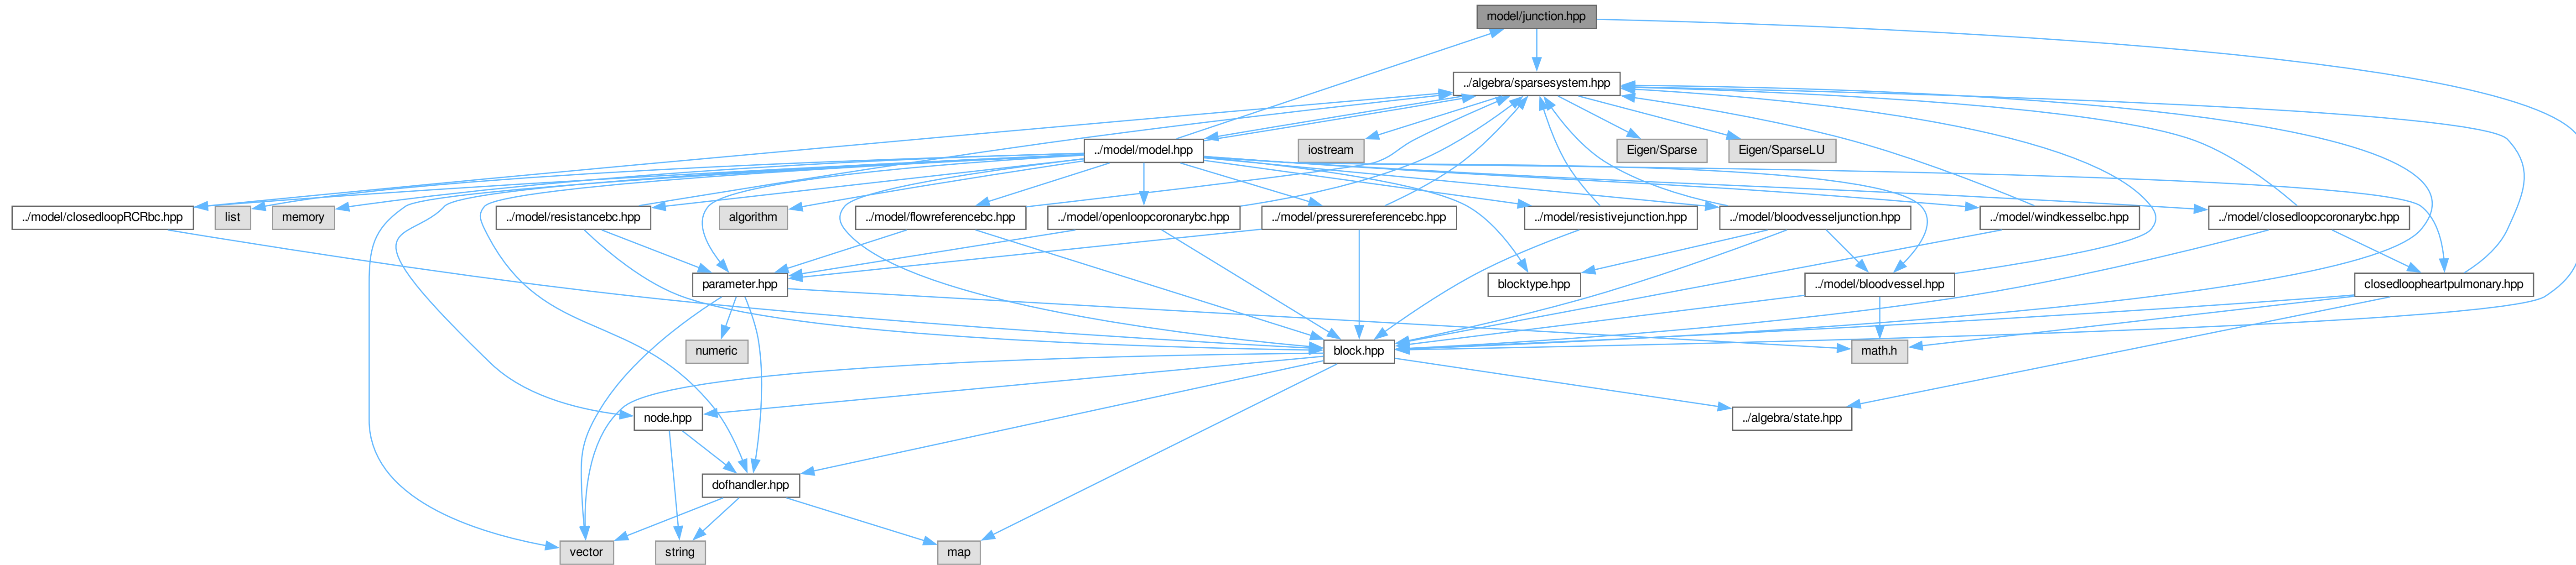 model/junction.hpp
../algebra/sparsesystem.hpp
../model/model.hpp
iostream
Eigen/Sparse
Eigen/SparseLU
../model/closedloopRCRbc.hpp
list
memory
../model/resistancebc.hpp
algorithm
../model/flowreferencebc.hpp
../model/openloopcoronarybc.hpp
../model/pressurereferencebc.hpp
../model/resistivejunction.hpp
../model/bloodvesseljunction.hpp
../model/windkesselbc.hpp
../model/closedloopcoronarybc.hpp
parameter.hpp
blocktype.hpp
../model/bloodvessel.hpp
closedloopheartpulmonary.hpp
numeric
block.hpp
math.h
node.hpp
../algebra/state.hpp
dofhandler.hpp
vector
string
map